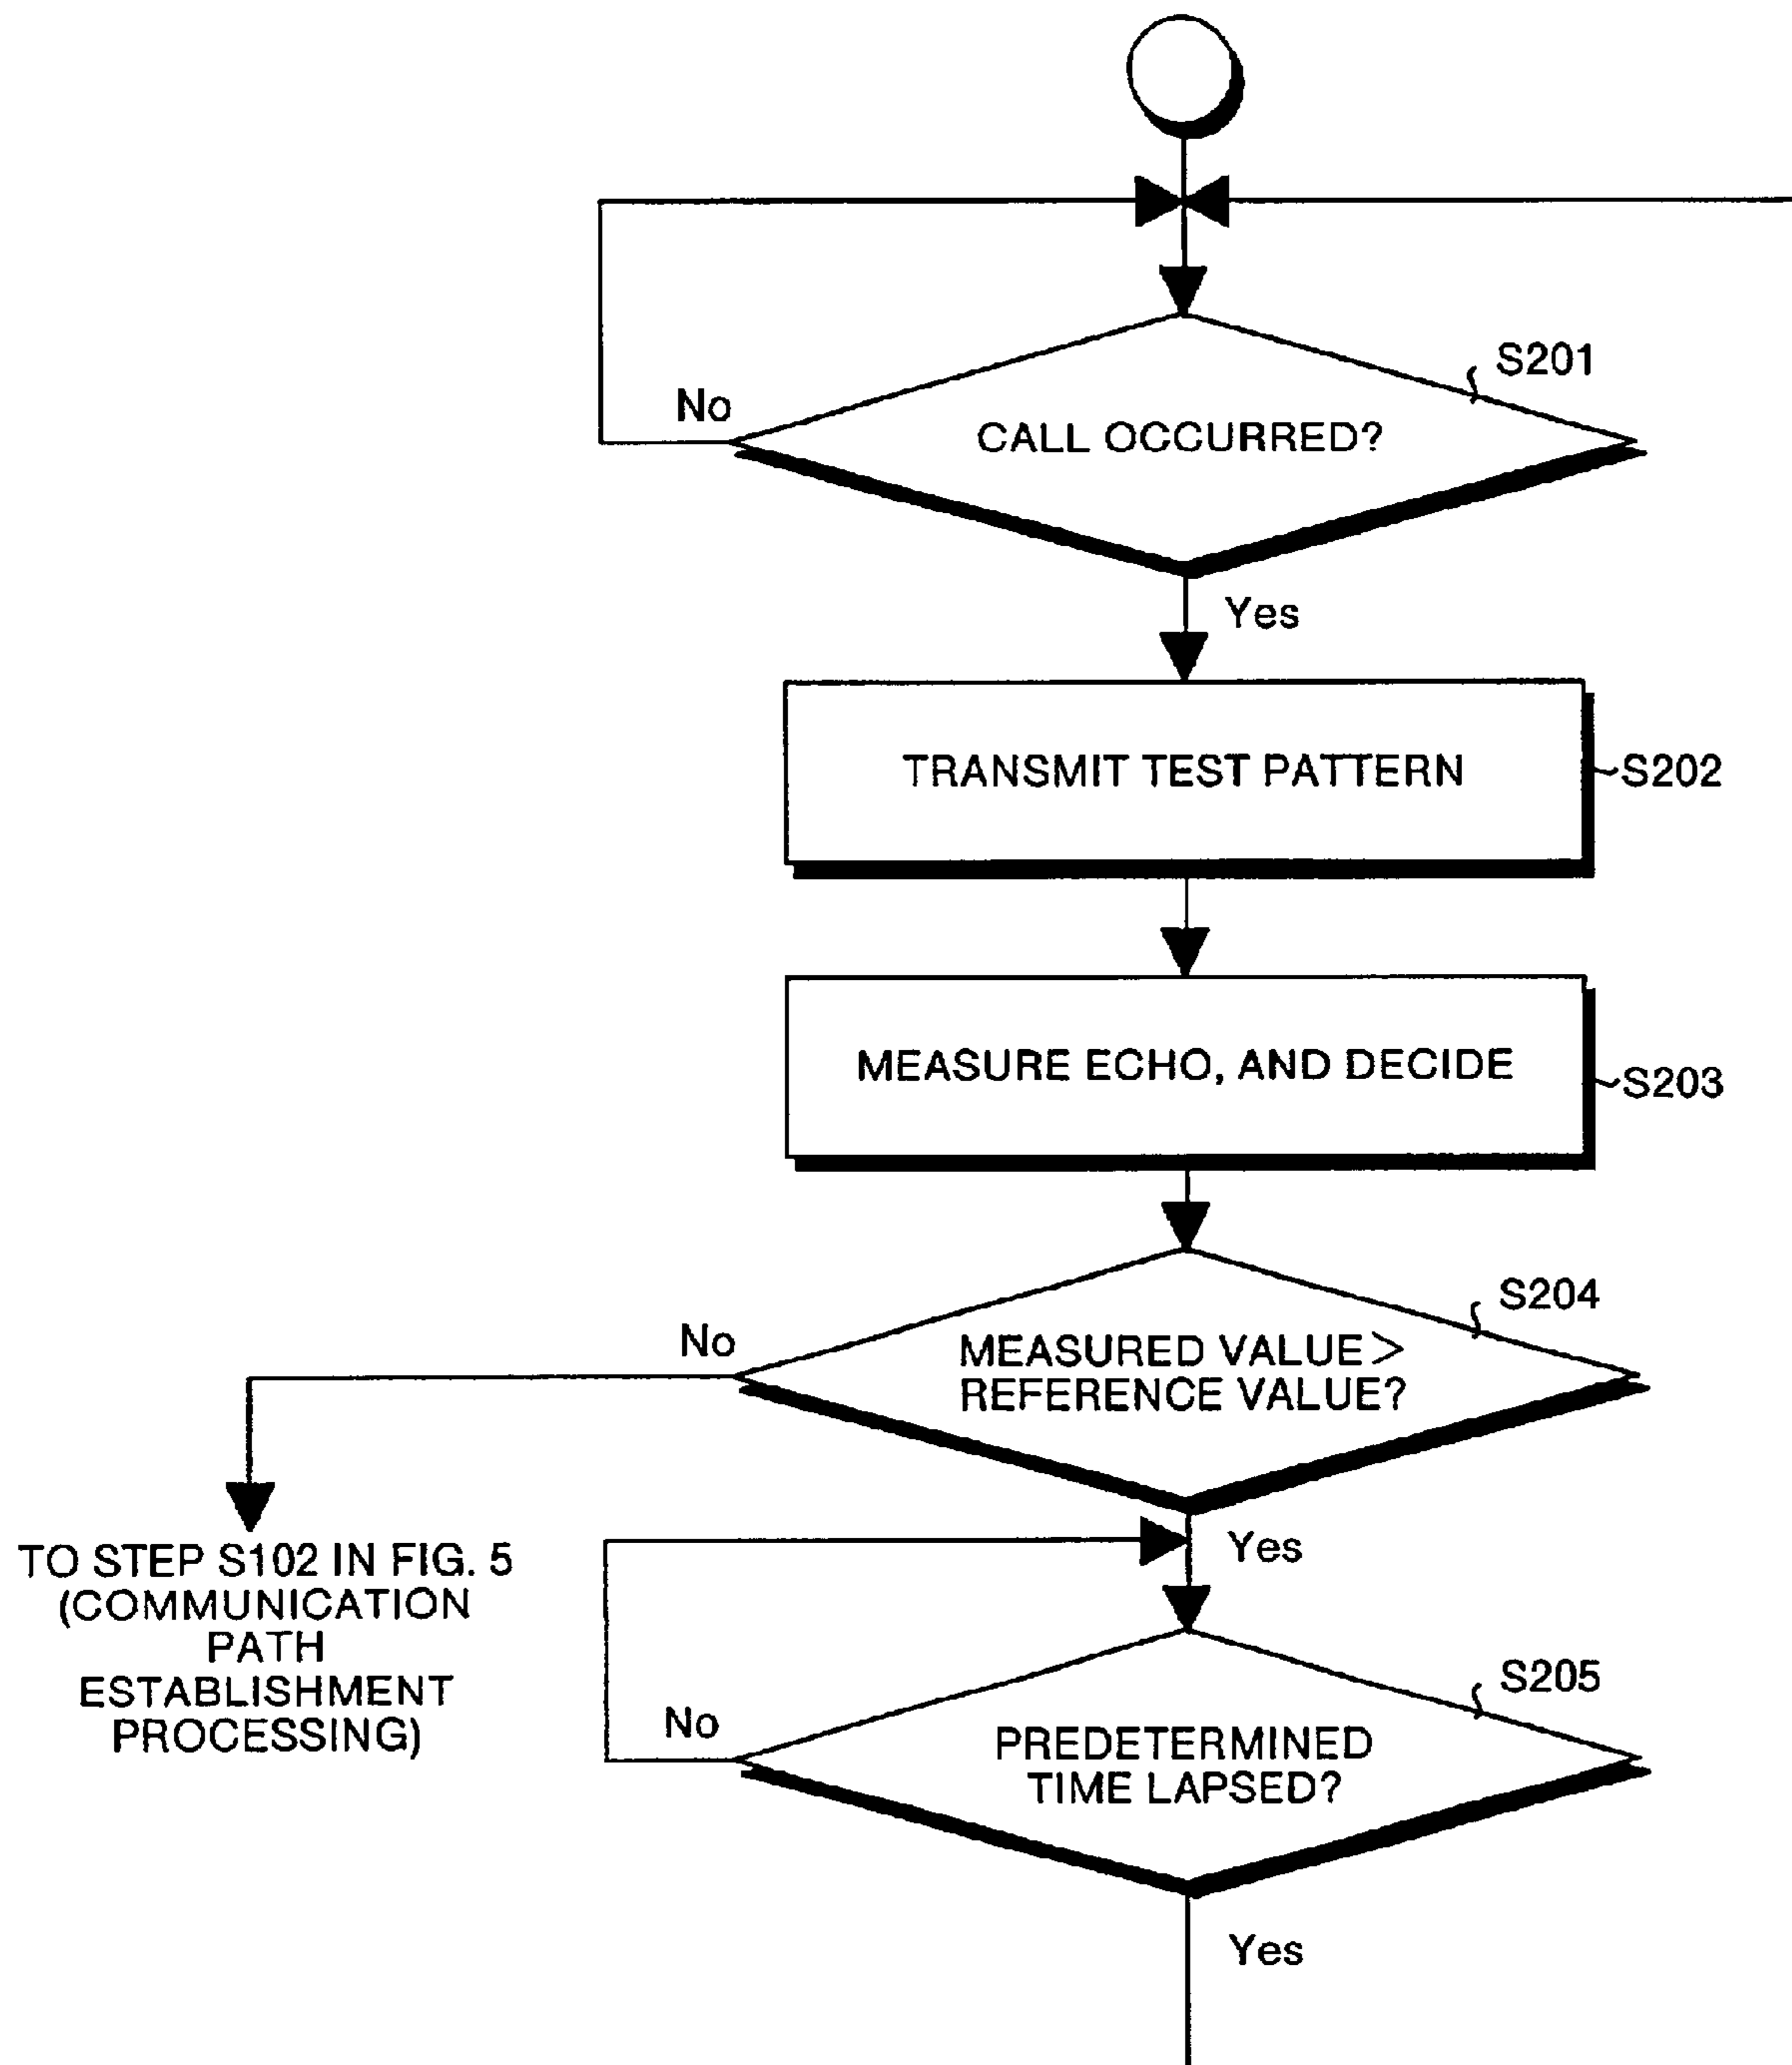 S201
No
CALL OCCURRED?
Yes
TRANSMIT TEST PATTERN
S202
MEASURE ECHO, AND DECIDE
S203
S204
No
MEASURED VALUE >
REFERENCE VALUE?
Yes
TO STEP S102 IN FIG. 5
(COMMUNICATION
PATH
ESTABLISHMENT
PROCESSING)
S205
No
PREDETERMINED
TIME LAPSED?
Yes